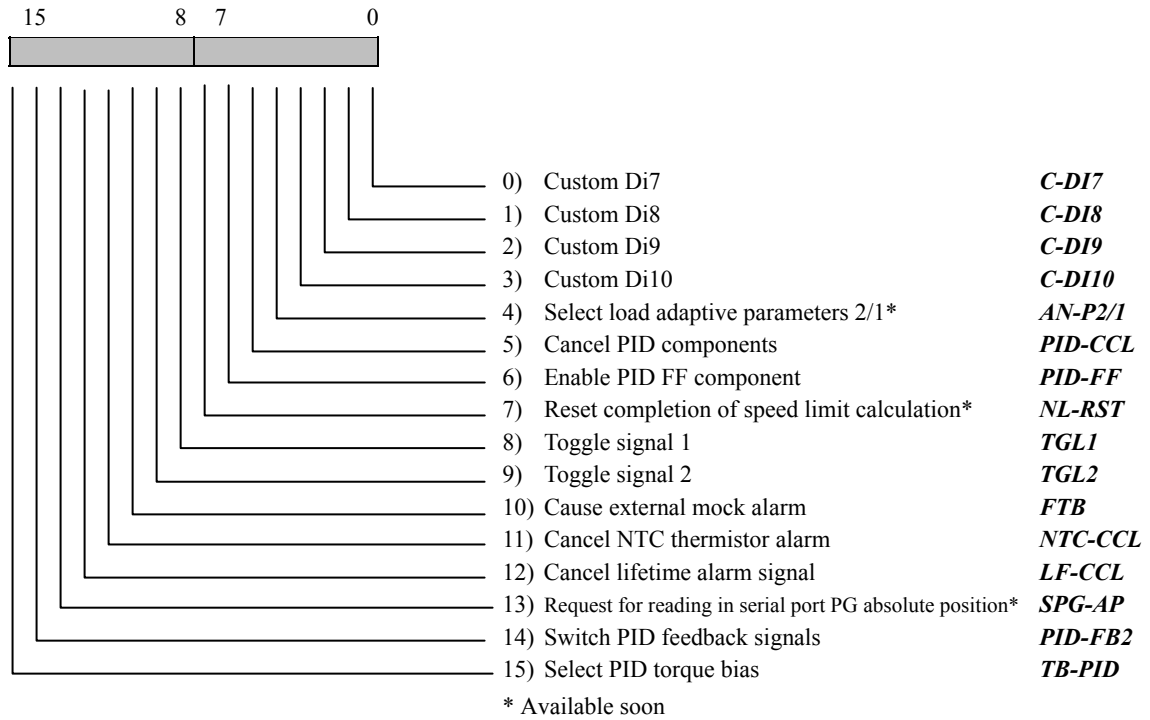 15 8 7 0
0) Custom Di7 C-DI7
1) Custom Di8 C-DI8
2) Custom Di9 C-DI9
3) Custom Di10 C-DI10
4) Select load adaptive parameters 2/1* AN-P2/1
5) Cancel PID components PID-CCL
6) Enable PID FF component PID-FF
7) Reset completion of speed limit calculation* NL-RST
8) Toggle signal 1 TGL1
9) Toggle signal 2 TGL2
10) Cause external mock alarm FTB
11) Cancel NTC thermistor alarm NTC-CCL
12) Cancel lifetime alarm signal LF-CCL
13) Request for reading in serial port PG absolute position* SPG-AP
14) Switch PID feedback signals PID-FB2
15) Select PID torque bias TB-PID
* Available soon